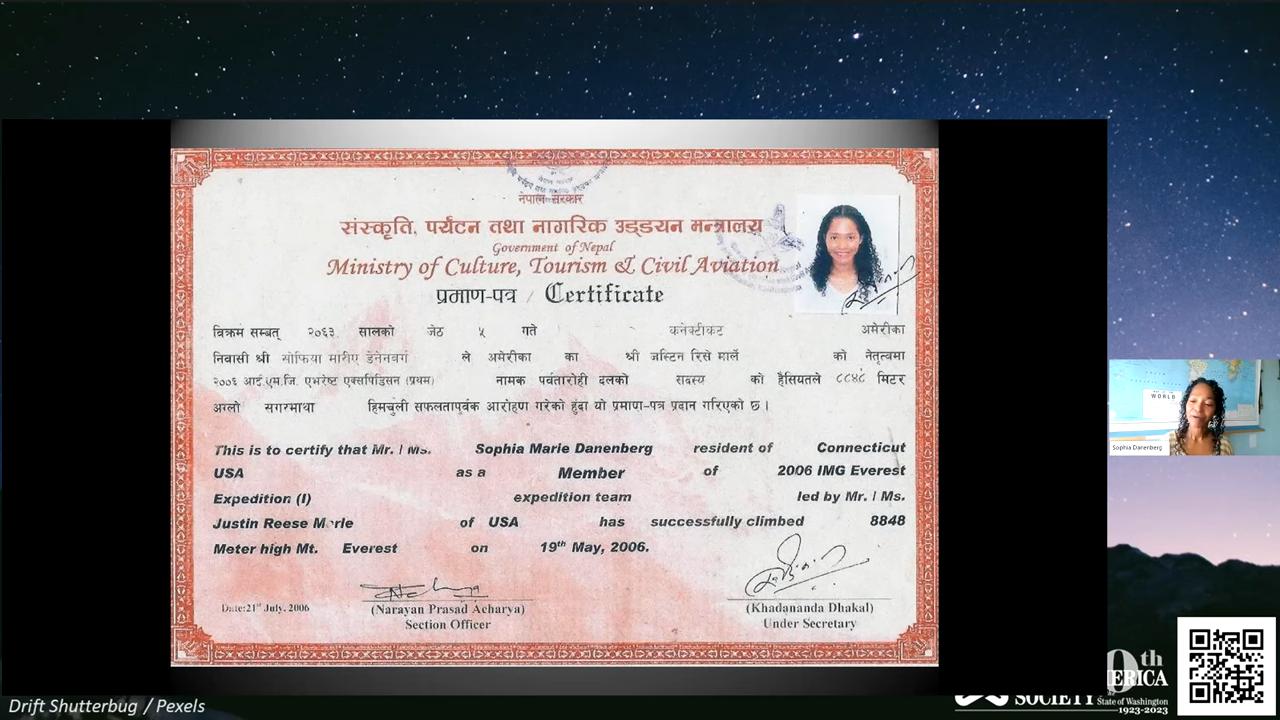 नेपाल सरकार
संस्कृति, पर्यटन तथा नागरिक उड्डयन मन्त्रालय
Government of Nepal
Ministry of Culture, Tourism & Civil Aviation
प्रमाण-पत्र / Certificate
विक्रम सम्बत् २०६३ सालको जेठ ५ गते कनेक्टीकट अमेरीका
निवासी श्री सोफिया मारीए डेनेनवर्ग ले अमेरीका का श्री जस्टिन रिसे मार्ले को नेतृत्वमा
२००६ आई.एम.जि. एभरेष्ट एक्सपिडिसन (प्रथम) नामक पर्वतारोही दलको सदस्य को हैसियतले ८८४८ मिटर
अग्लो सगरमाथा हिमचुली सफलतापूर्वक आरोहण गरेको हुंदा यो प्रमाण-पत्र प्रदान गरिएको छ ।
This is to certify that Mr. / Ms. Sophia Marie Danenberg resident of Connecticut
USA as a Member of 2006 IMG Everest
Expedition (I) expedition team led by Mr. / Ms.
Justin Reese Merle of USA has successfully climbed 8848
Meter high Mt. Everest on 19th May, 2006.
Date:21st July, 2006
(Narayan Prasad Acharya)
Section Officer
(Khadananda Dhakal)
Under Secretary
WORLD
Sophia Danenberg
th
ERICA
SOCIETY
State of Washington
1923-2023
Drift Shutterbug / Pexels